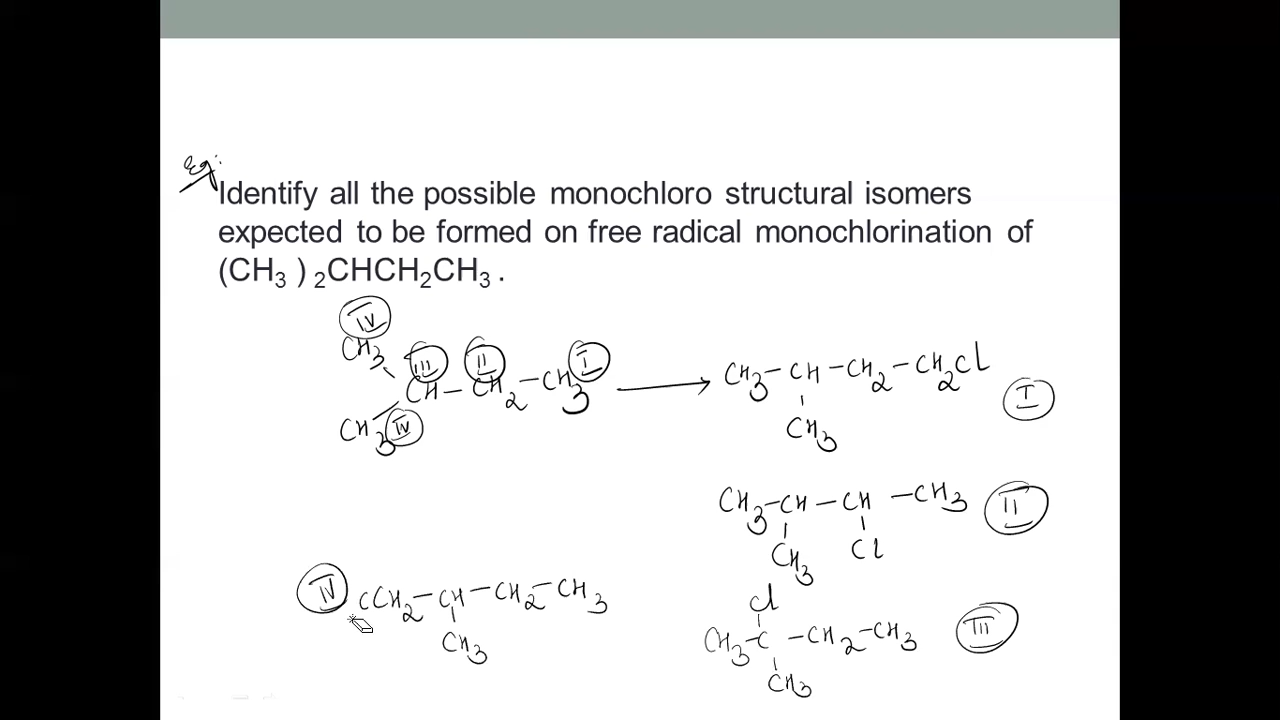 Eg:
Identify all the possible monochloro structural isomers
expected to be formed on free radical monochlorination of
(CH₃ ) ₂CHCH₂CH₃ .
IV
CH₃
III II I
CH – CH₂ – CH₃
CH₃ IV
CH₃ – CH – CH₂ – CH₂Cl
CH₃
I
CH₃ – CH – CH – CH₃ II
CH₃ Cl
IV CCH₂ – CH – CH₂ – CH₃
CH₃
Cl
CH₃ – C – CH₂ – CH₃ III
CH₃